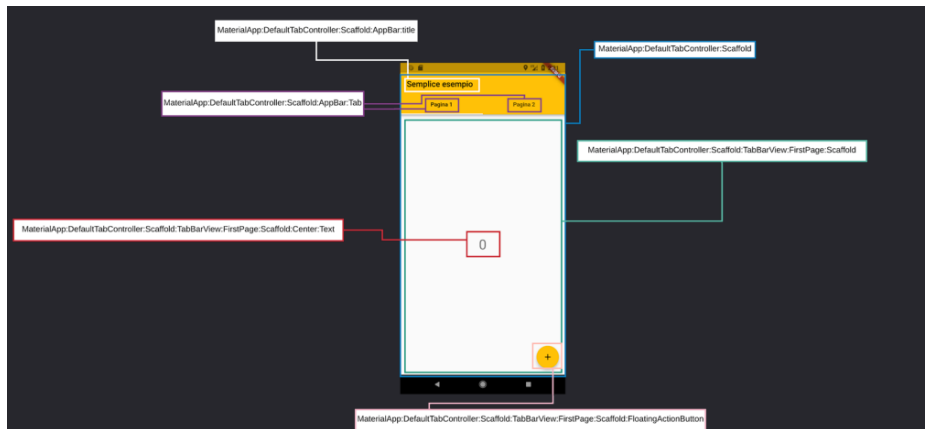 MaterialApp:DefaultTabController:Scaffold:AppBar:title
MaterialApp:DefaultTabController:Scaffold
Semplice esempio
MaterialApp:DefaultTabController:Scaffold:AppBar:Tab
Pagina 1
Pagina 2
MaterialApp:DefaultTabController:Scaffold:TabBarView:FirstPage:Scaffold
MaterialApp:DefaultTabController:Scaffold:TabBarView:FirstPage:Scaffold:Center:Text
0
+
MaterialApp:DefaultTabController:Scaffold:TabBarView:FirstPage:Scaffold:FloatingActionButton